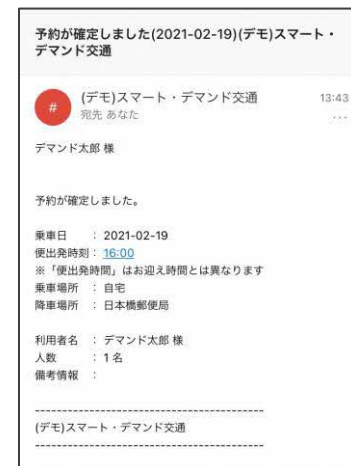 予約が確定しました(2021-02-19)(デモ)スマート・
デマンド交通
# (デモ)スマート・デマンド交通 13:43
宛先 あなた ...
デマンド太郎 様
予約が確定しました。
乗車日 : 2021-02-19
便出発時刻 : 16:00
※「便出発時間」はお迎え時間とは異なります
乗車場所 : 自宅
降車場所 : 日本橋郵便局
利用者名 : デマンド太郎 様
人数 : 1 名
備考情報 :
------------------------------------------
(デモ)スマート・デマンド交通
------------------------------------------